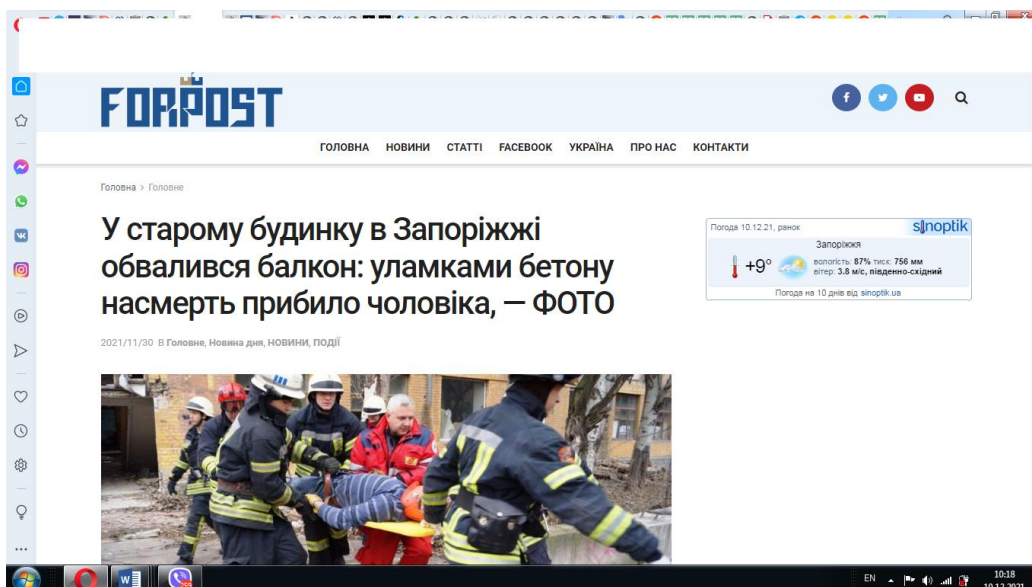 FORPOST
ГОЛОВНА НОВИНИ СТАТТІ FACEBOOK УКРАЇНА ПРО НАС КОНТАКТИ
Головна > Головне
У старому будинку в Запоріжжі
обвалився балкон: уламками бетону
насмерть прибило чоловіка, — ФОТО
2021/11/30 В Головне, Новина дня, НОВИНИ, ПОДІЇ
Погода 10.12.21, ранок
sinoptik
Запоріжжя
+9°
вологість: 87% тиск: 756 мм
вітер: 3.8 м/с, південно-східний
Погода на 10 днів від sinoptik.ua
EN
10:18
10.12.2021